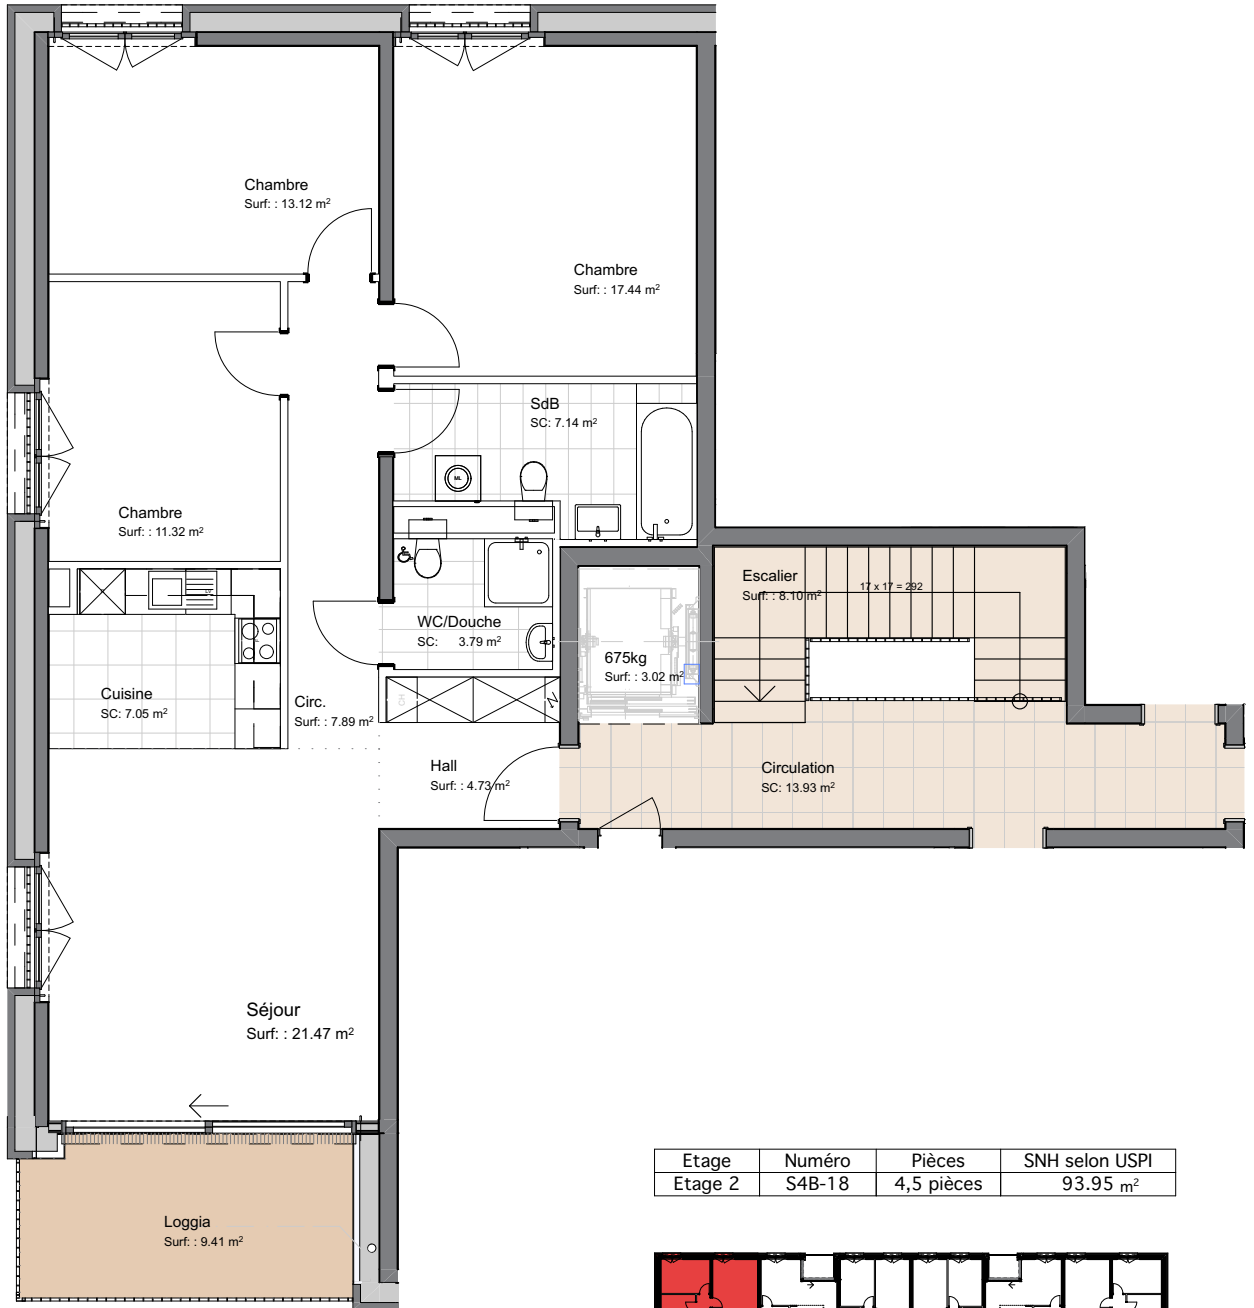 Chambre
Surf: : 13.12 m²
Chambre
Surf: : 17.44 m²
SdB
SC: 7.14 m²
ML
Chambre
Surf: : 11.32 m²
Escalier
Surf: : 8.10 m²
17 x 17 = 292
WC/Douche
SC: 3.79 m²
675kg
Surf: : 3.02 m²
Cuisine
SC: 7.05 m²
Circ.
Surf: : 7.89 m²
CH
Hall
Surf: : 4.73 m²
Circulation
SC: 13.93 m²
Séjour
Surf: : 21.47 m²
Loggia
Surf: : 9.41 m²
Etage Numéro Pièces SNH selon USPI
Etage 2 S4B-18 4,5 pièces 93.95 m²